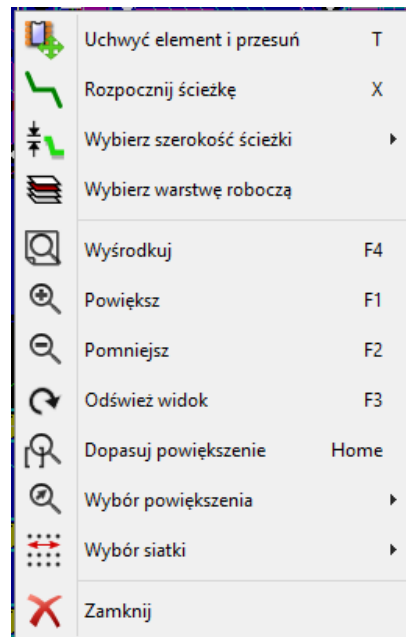 Uchwyć element i przesuń T
Rozpocznij ścieżkę X
Wybierz szerokość ścieżki
Wybierz warstwę roboczą
Wyśrodkuj F4
Powiększ F1
Pomniejsz F2
Odśwież widok F3
Dopasuj powiększenie Home
Wybór powiększenia
Wybór siatki
Zamknij